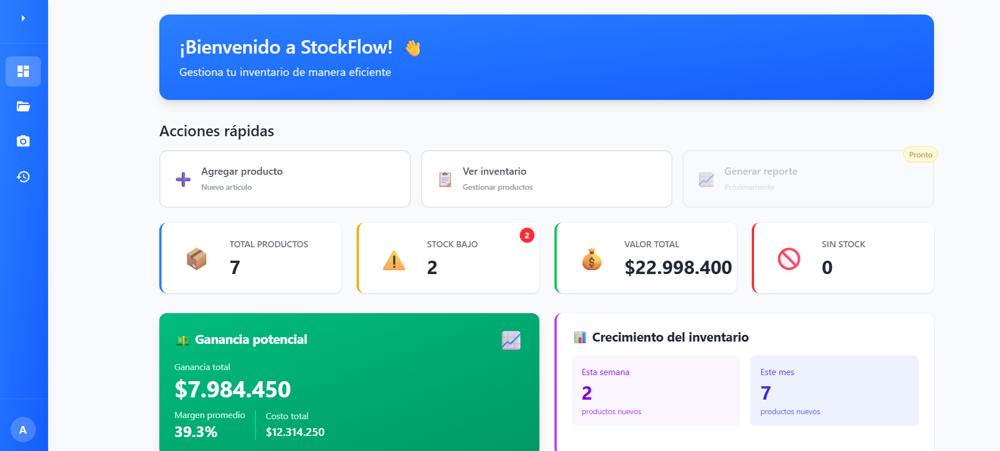 ¡Bienvenido a StockFlow! 👋
Gestiona tu inventario de manera eficiente
Acciones rápidas
Agregar producto
Nuevo artículo
Ver inventario
Gestionar productos
Pronto
Generar reporte
Próximamente
TOTAL PRODUCTOS
7
2
STOCK BAJO
2
VALOR TOTAL
$22.998.400
SIN STOCK
0
Ganancia potencial
Ganancia total
$7.984.450
Margen promedio
39.3%
Costo total
$12.314.250
Crecimiento del inventario
Esta semana
2
productos nuevos
Este mes
7
productos nuevos
A